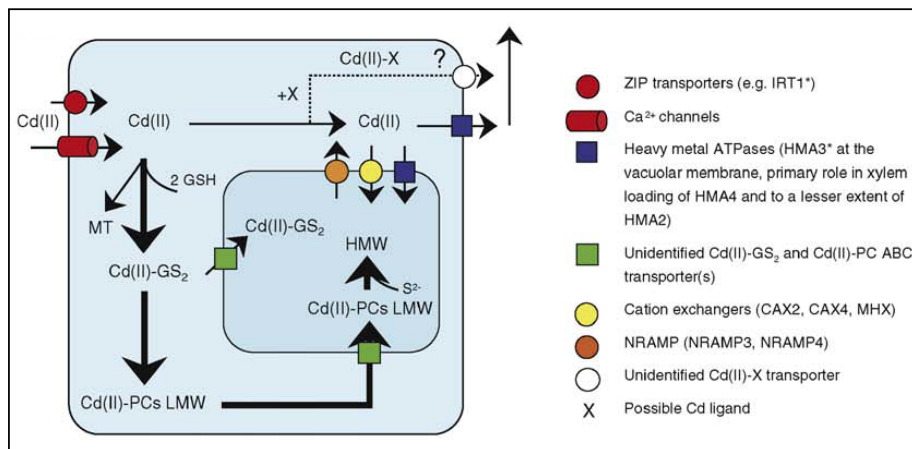 Cd(II)-X
?
+X
Cd(II)
Cd(II)
Cd(II)
2 GSH
MT
Cd(II)-GS₂
Cd(II)-GS₂
HMW
S²⁻
Cd(II)-PCs LMW
Cd(II)-PCs LMW
ZIP transporters (e.g. IRT1*)
Ca²⁺ channels
Heavy metal ATPases (HMA3* at the
vacuolar membrane, primary role in xylem
loading of HMA4 and to a lesser extent of
HMA2)
Unidentified Cd(II)-GS₂ and Cd(II)-PC ABC
transporter(s)
Cation exchangers (CAX2, CAX4, MHX)
NRAMP (NRAMP3, NRAMP4)
Unidentified Cd(II)-X transporter
X Possible Cd ligand